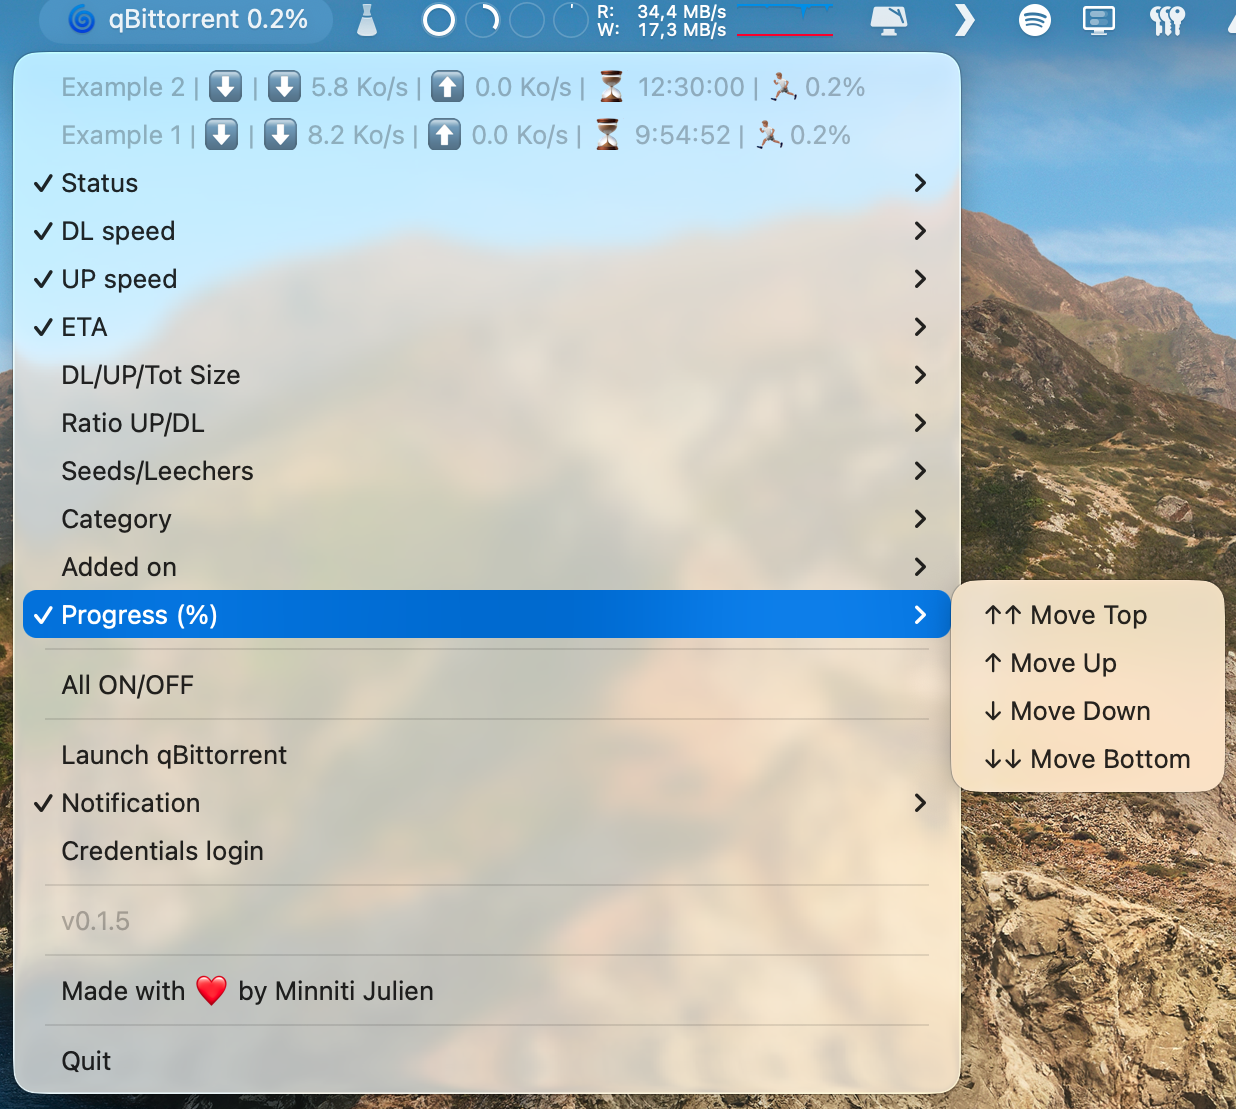 qBittorrent 0.2%
R: 34,4 MB/s
W: 17,3 MB/s
Example 2 | ⬇️ | ⬇️ 5.8 Ko/s | ⬆️ 0.0 Ko/s | ⏳ 12:30:00 | 🏃 0.2%
Example 1 | ⬇️ | ⬇️ 8.2 Ko/s | ⬆️ 0.0 Ko/s | ⏳ 9:54:52 | 🏃 0.2%
✓ Status
✓ DL speed
✓ UP speed
✓ ETA
DL/UP/Tot Size
Ratio UP/DL
Seeds/Leechers
Category
Added on
✓ Progress (%)
↑↑ Move Top
↑ Move Up
↓ Move Down
↓↓ Move Bottom
All ON/OFF
Launch qBittorrent
✓ Notification
Credentials login
v0.1.5
Made with ❤️ by Minniti Julien
Quit